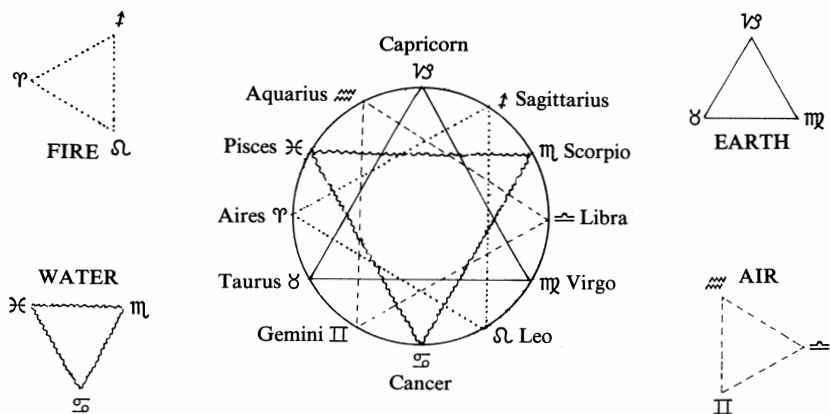 Capricorn
♑
Aquarius ♒
♐ Sagittarius
Pisces ♓
♏ Scorpio
Aires ♈
♎ Libra
Taurus ♉
♍ Virgo
Gemini ♊
♌ Leo
♋
Cancer
♐
♈
♌
FIRE
♑
♉
♍
EARTH
WATER
♓
♏
♋
♒
AIR
♎
♊